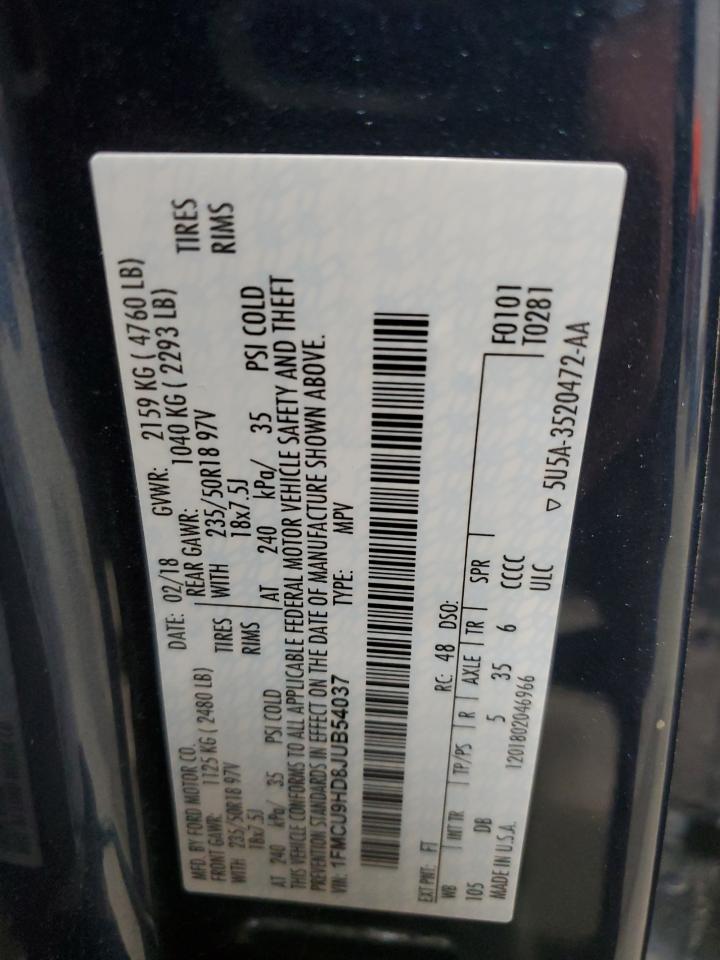 MFD. BY FORD MOTOR CO.
DATE: 02/18 GVWR: 2159 KG ( 4760 LB)
FRONT GAWR: 1125 KG ( 2480 LB) REAR GAWR: 1040 KG ( 2293 LB)
WITH 235/50R18 97V TIRES WITH 235/50R18 97V TIRES
18x7.5J RIMS 18x7.5J RIMS
AT 240 kPa/ 35 PSI COLD AT 240 kPa/ 35 PSI COLD
THIS VEHICLE CONFORMS TO ALL APPLICABLE FEDERAL MOTOR VEHICLE SAFETY AND THEFT
PREVENTION STANDARDS IN EFFECT ON THE DATE OF MANUFACTURE SHOWN ABOVE.
VIN: 1FMCU9HD8JUB54037 TYPE: MPV
EXT PNT: FT RC: 48 DSO:
WB INT TR TP/PS R AXLE TR SPR F0101
105 DB 5 35 6 CCCC T0281
MADE IN U.S.A. 1201802046966 ULC
▽ 5U5A-3520472-AA